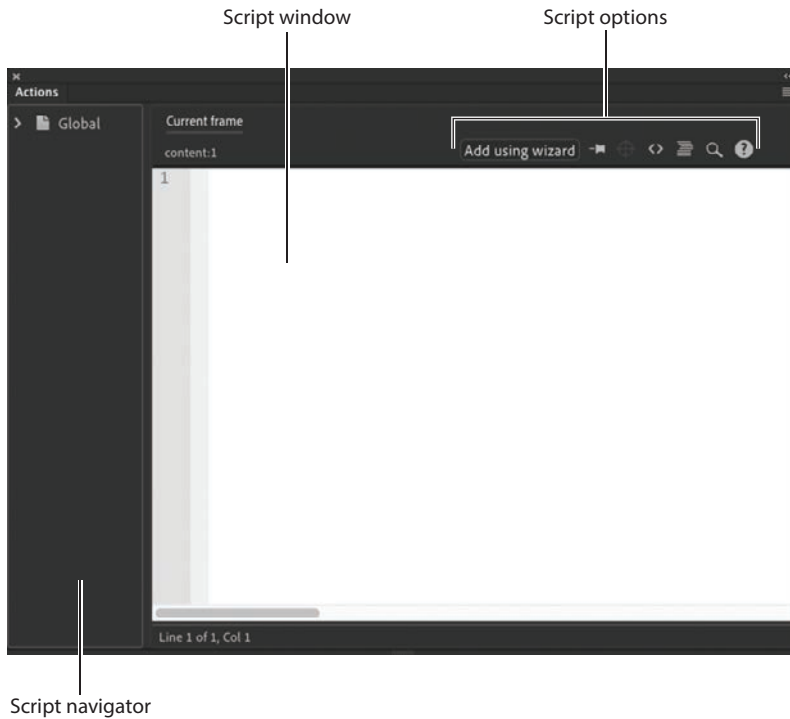 Script window
Script options
Actions
Global
Current frame
content:1
Add using wizard
?
1
Line 1 of 1, Col 1
Script navigator